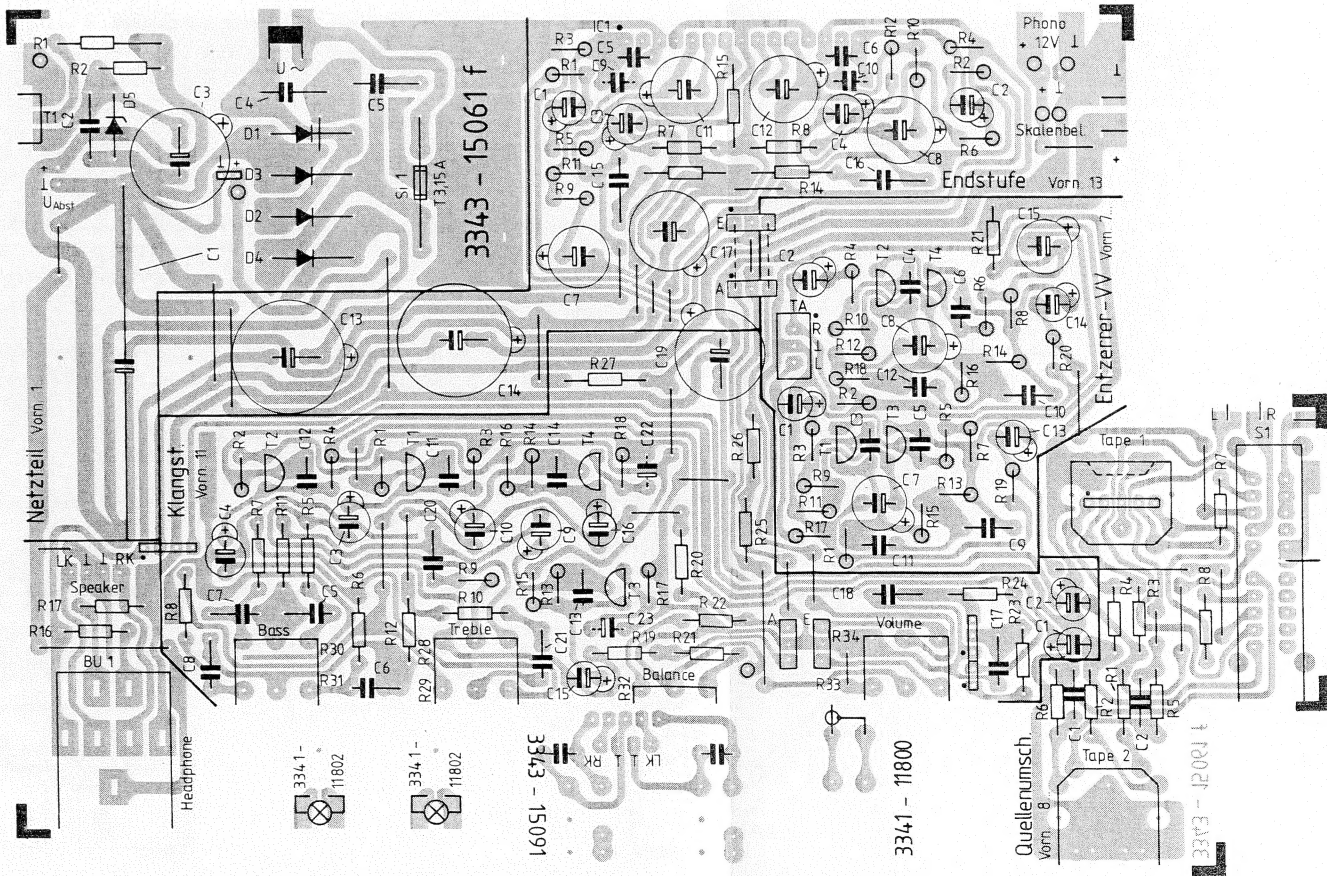 R1
R2
T1
C2
D5
C3
U ~
C4
C5
D1
D3
D2
D4
Si 1
T 3,15 A
3343 - 15061 f
+
⊥
U Abst
C1
Netzteil Vorn 1
IC1
R3
C5
R1
C9
C1
C3
R5
R11
R9
C15
R7
C11
R15
C12
R8
R14
C6
C10
C4
R12
R10
R4
R2
C2
R6
C8
C16
Phono
+ 12V ⊥
+ ⊥
Skalenbel.
⊥
+
Endstufe Vorn 13
C7
C17
E
A
C2
TA
R
⊥
L
R4
T2
C4
T4
C6
R6
R21
C15
R8
C14
R20
R10
R12
R18
R2
C8
C12
R16
R14
C10
C13
C1
R3
T1
C3
T3
C5
R5
R7
R9
R11
R17
R1
C7
R13
R15
R19
C9
C11
Entzerrer-VV Vorn 7...
C13
C14
C19
R27
Klangst.
Vorn 11
R2
T2
C12
R4
R1
T1
C11
R3
R16
R14
C14
T4
R18
C22
R26
R25
C4
R7
R11
R5
C3
C20
C10
C9
C16
R20
LK ⊥ ⊥ RK
Speaker
R17
R16
BU 1
R8
C7
C5
R6
R9
R15
R13
C13
T3
R17
R22
C8
Bass
R30
R31
C6
R12
R28
R29
R10
Treble
C21
C15
C23
R19
R21
R32
Balance
A
E
R34
R33
C18
Volume
R24
C17
R23
C2
C1
R4
R3
R8
R7
Tape 1
L R
S1
R6
C1
R2
R1
C2
R5
Tape 2
Headphone
3341 -
11802
3341 -
11802
3343 - 15091
RK ⊥ ⊥ LK
3341 - 11800
Quellenumsch.
Vorn 8...
3343 - 15061 f